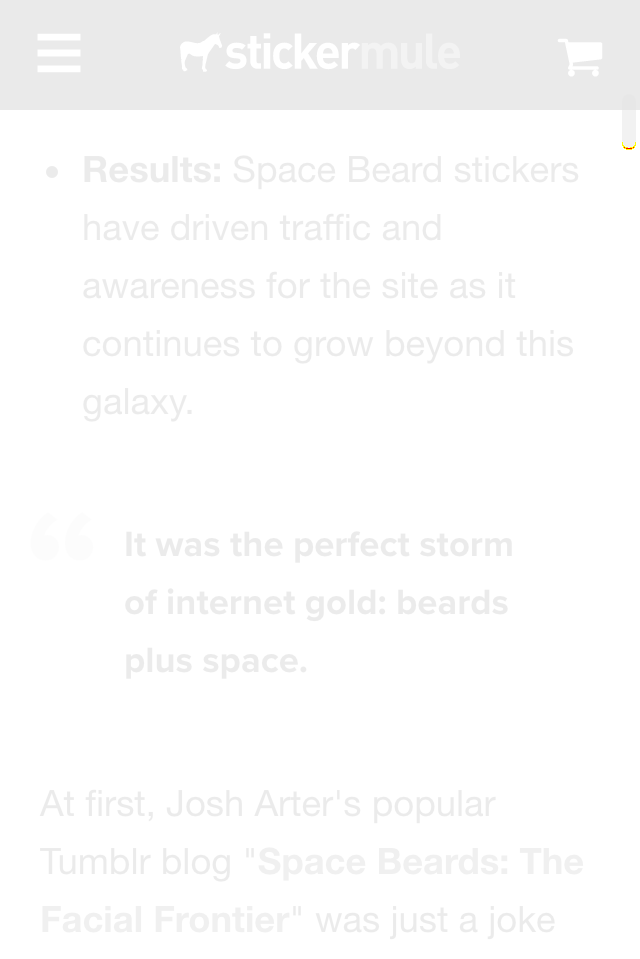 stickermule
• Results: Space Beard stickers
have driven traffic and
awareness for the site as it
continues to grow beyond this
galaxy.
“ It was the perfect storm
of internet gold: beards
plus space.
At first, Josh Arter's popular
Tumblr blog "Space Beards: The
Facial Frontier" was just a joke